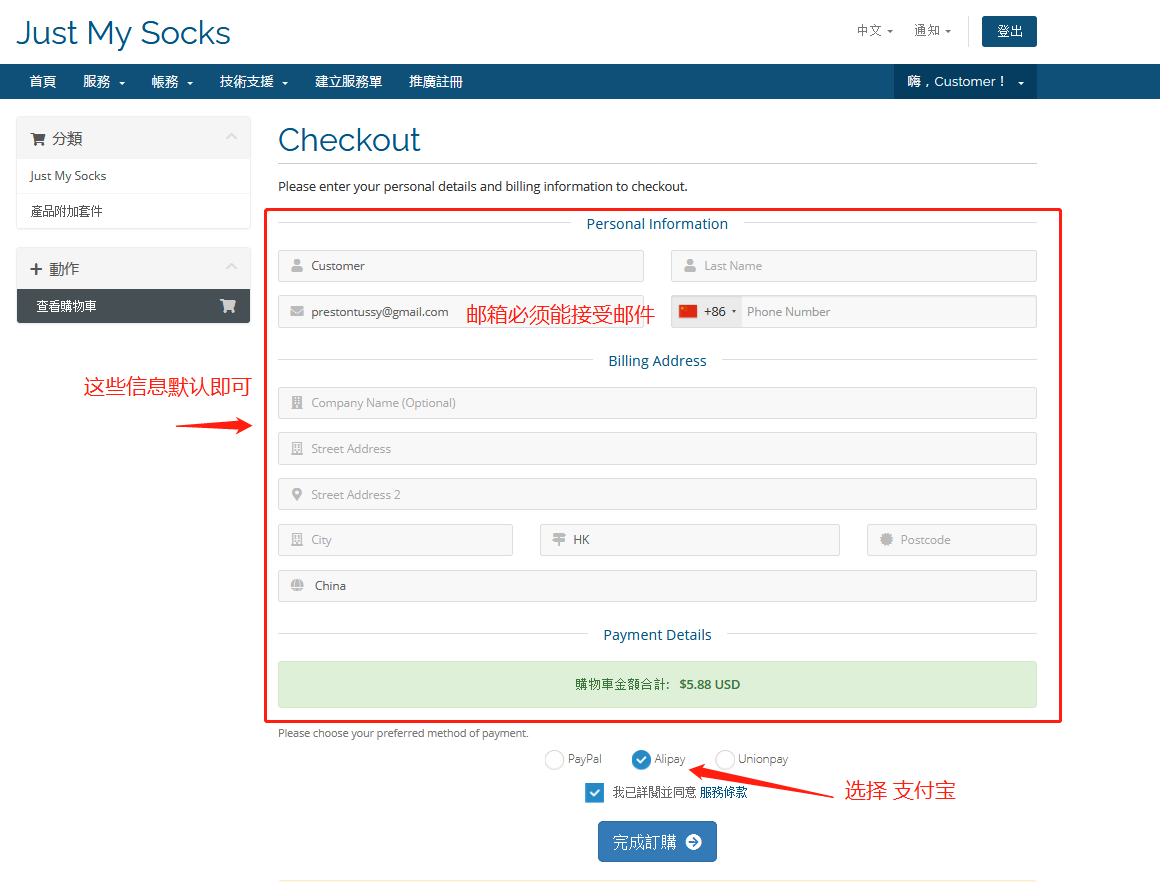 Just My Socks
中文
通知
登出
首頁
服務
帳務
技術支援
建立服務單
推廣註冊
嗨，Customer！
分類
Just My Socks
產品附加套件
動作
查看購物車
Checkout
Please enter your personal details and billing information to checkout.
Personal Information
Customer
Last Name
prestontussy@gmail.com
邮箱必须能接受邮件
+86
Phone Number
Billing Address
这些信息默认即可
Company Name (Optional)
Street Address
Street Address 2
City
HK
Postcode
China
Payment Details
購物車金額合計: $5.88 USD
Please choose your preferred method of payment.
PayPal
Alipay
Unionpay
选择 支付宝
我已詳閱並同意 服務條款
完成訂購